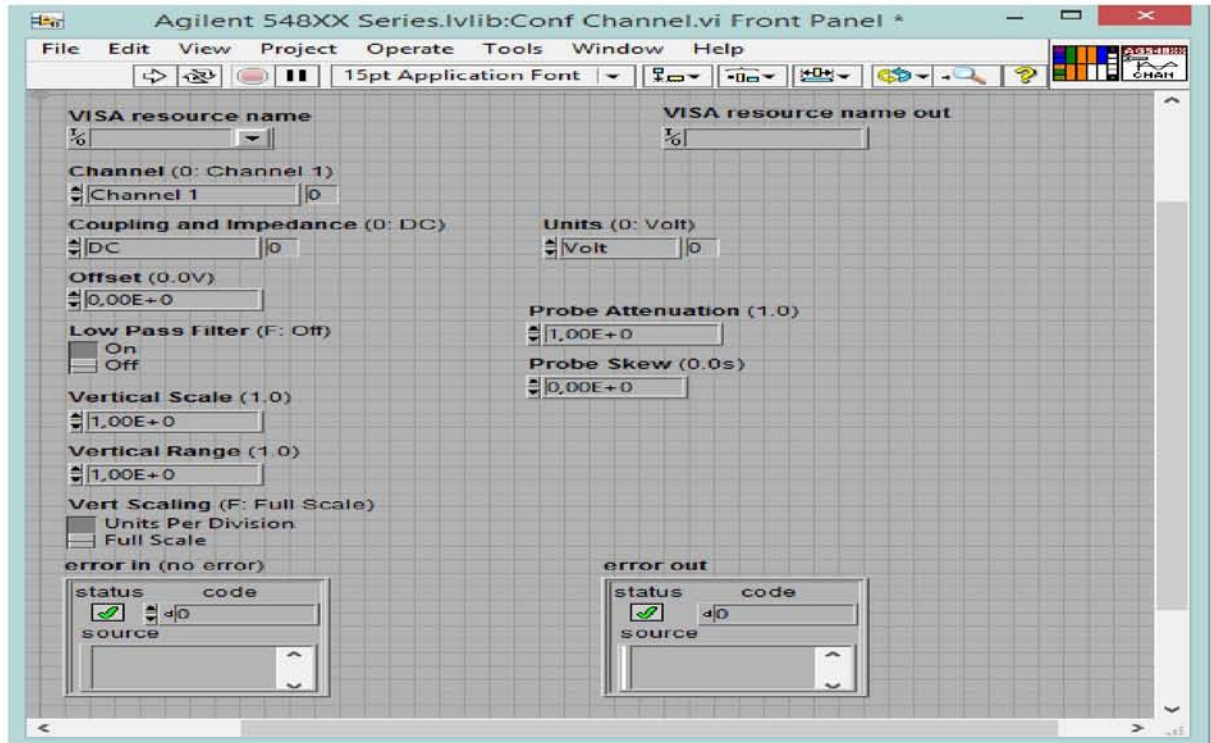 Agilent 548XX Series.lvlib:Conf Channel.vi Front Panel *
File Edit View Project Operate Tools Window Help
15pt Application Font
AG548XX
CHAN
VISA resource name
VISA resource name out
Channel (0: Channel 1)
Channel 1 0
Coupling and Impedance (0: DC)
DC 0
Units (0: Volt)
Volt 0
Offset (0.0V)
0,00E+0
Low Pass Filter (F: Off)
On
Off
Probe Attenuation (1.0)
1,00E+0
Probe Skew (0.0s)
0,00E+0
Vertical Scale (1.0)
1,00E+0
Vertical Range (1.0)
1,00E+0
Vert Scaling (F: Full Scale)
Units Per Division
Full Scale
error in (no error)
status code
d 0
source
error out
status code
d 0
source